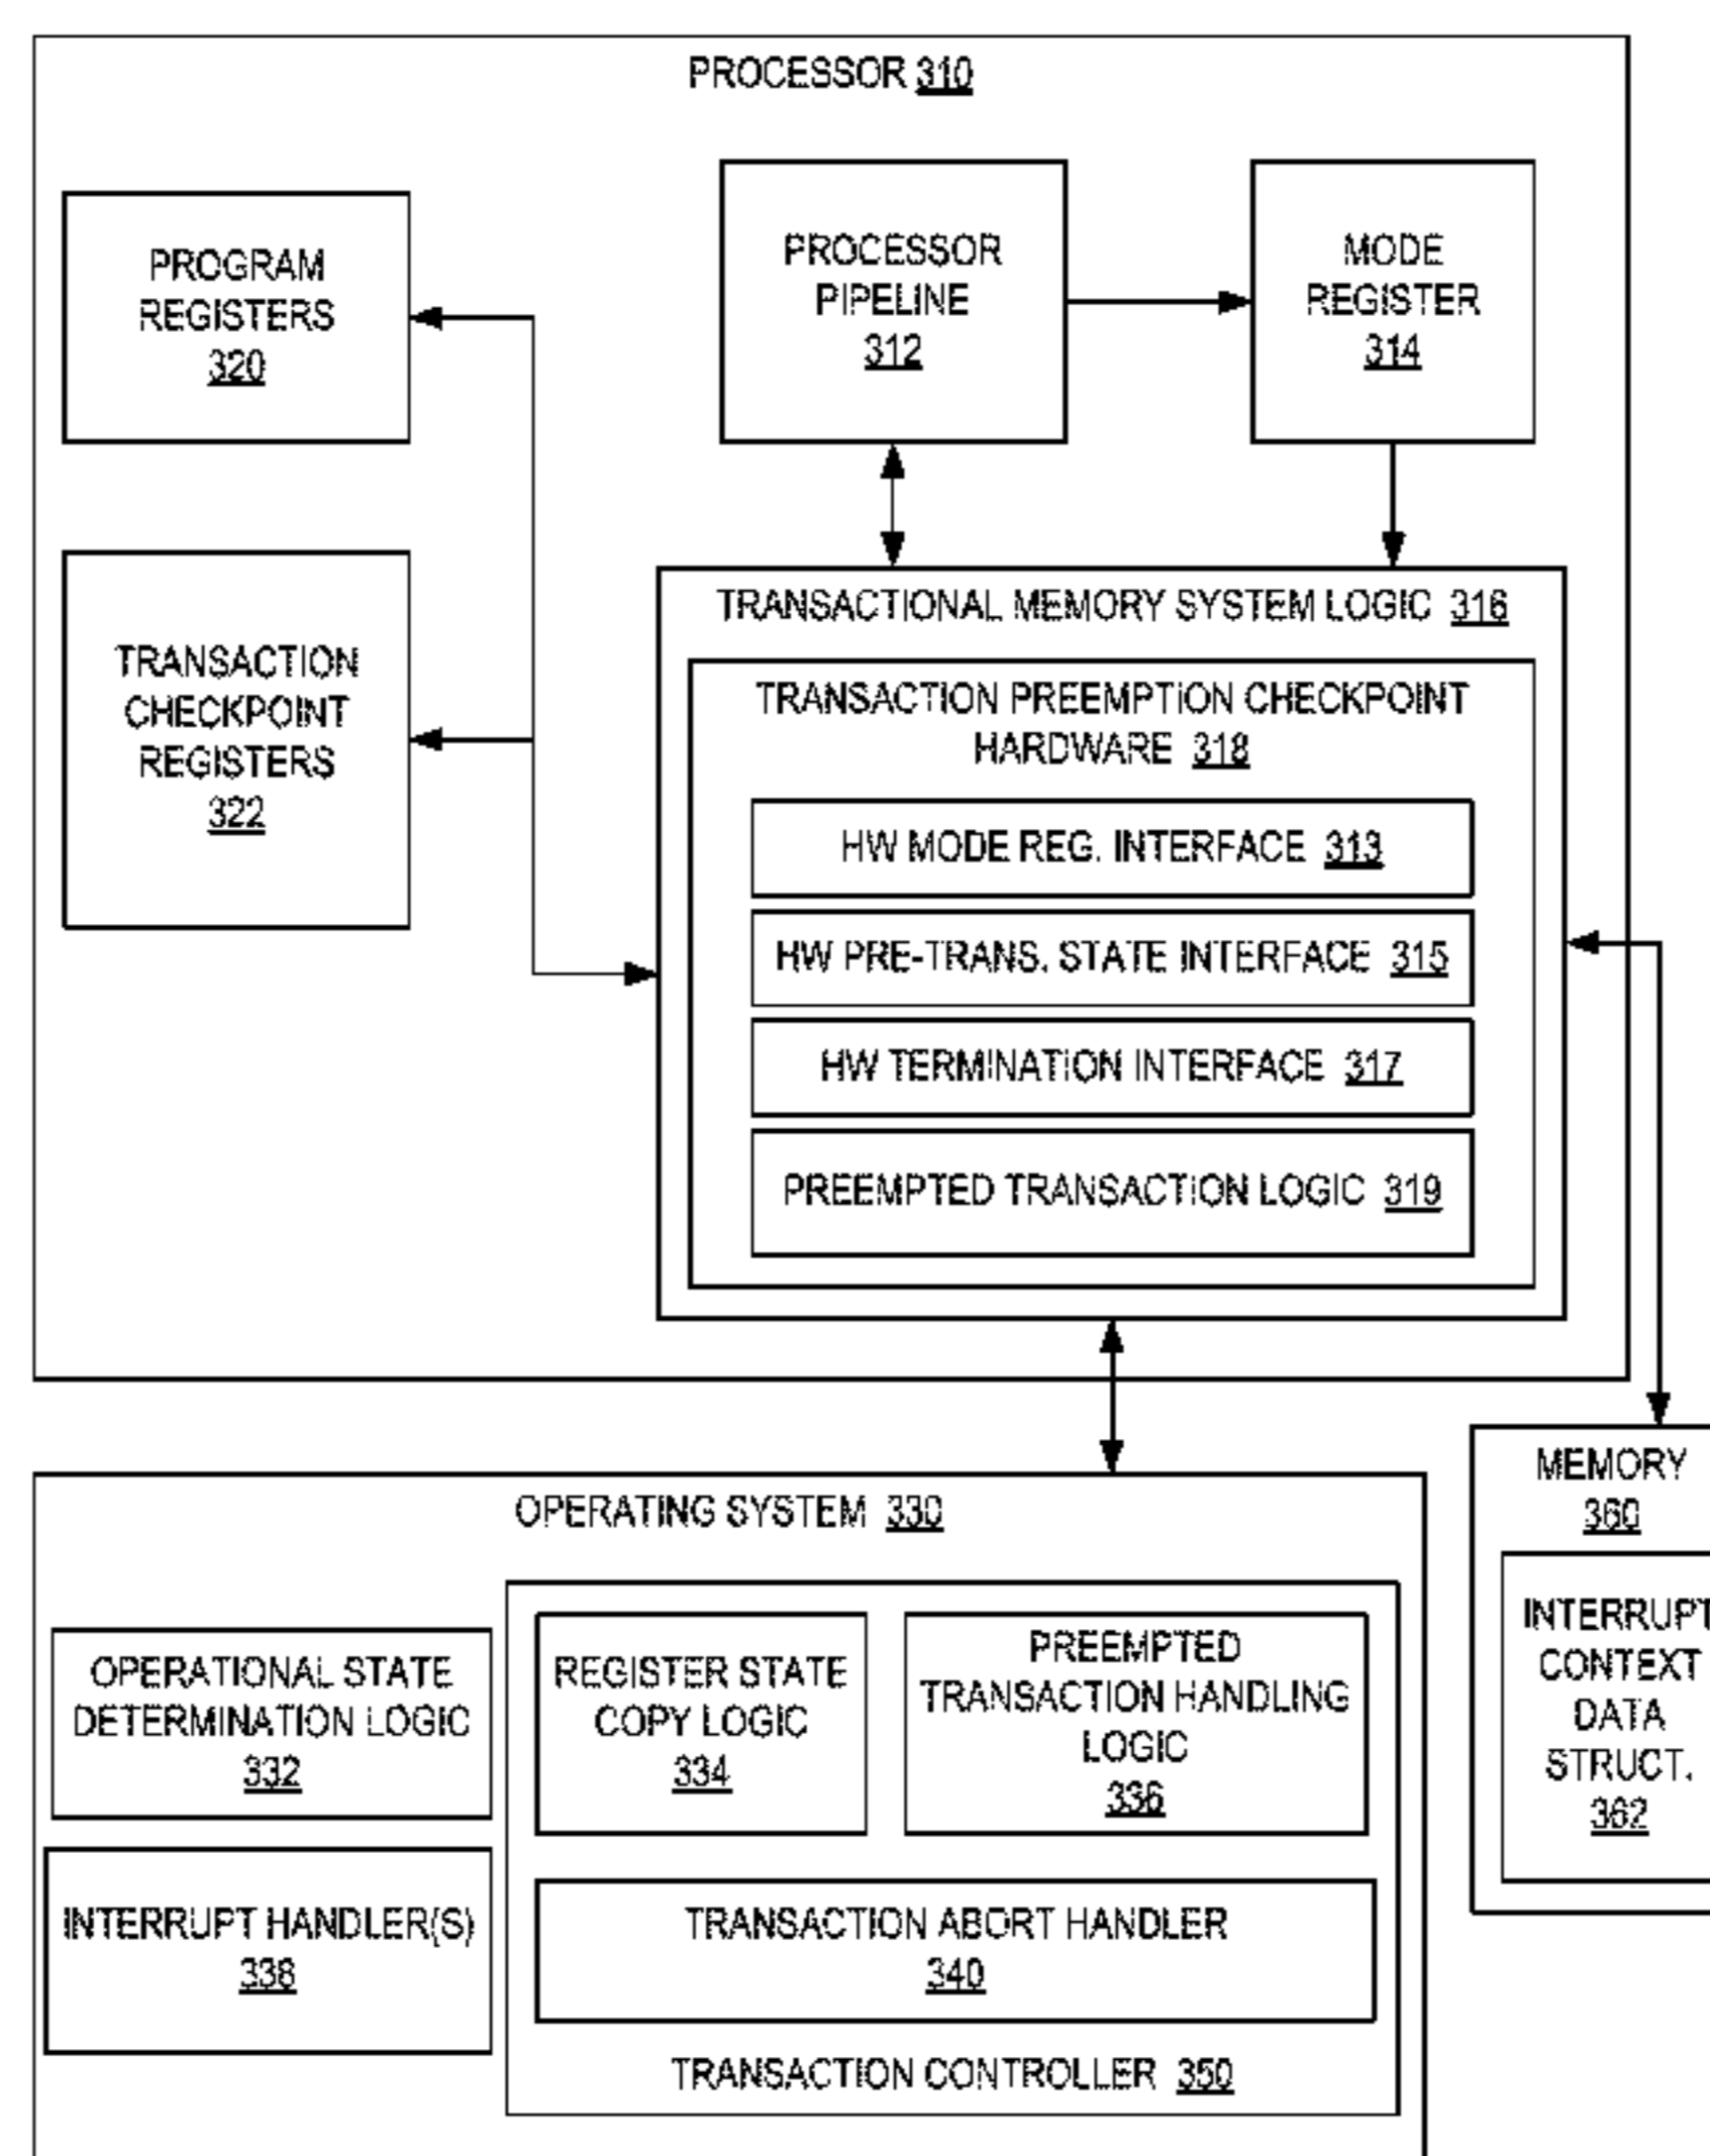 PROCESSOR 310
PROGRAM
REGISTERS
320
PROCESSOR
PIPELINE
312
MODE
REGISTER
314
TRANSACTION
CHECKPOINT
REGISTERS
322
TRANSACTIONAL MEMORY SYSTEM LOGIC 316
TRANSACTION PREEMPTION CHECKPOINT
HARDWARE 318
HW MODE REG. INTERFACE 313
HW PRE-TRANS. STATE INTERFACE 315
HW TERMINATION INTERFACE 317
PREEMPTED TRANSACTION LOGIC 319
OPERATING SYSTEM 330
OPERATIONAL STATE
DETERMINATION LOGIC
332
INTERRUPT HANDLER(S)
338
REGISTER STATE
COPY LOGIC
334
PREEMPTED
TRANSACTION HANDLING
LOGIC
336
TRANSACTION ABORT HANDLER
340
TRANSACTION CONTROLLER 350
MEMORY
360
INTERRUPT
CONTEXT
DATA
STRUCT.
362